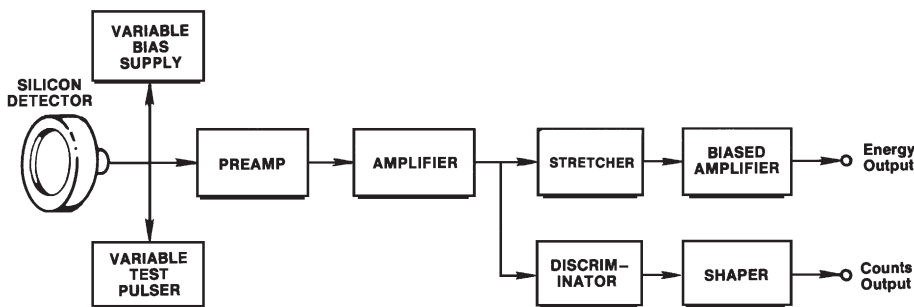 VARIABLE
BIAS
SUPPLY
SILICON
DETECTOR
PREAMP
AMPLIFIER
STRETCHER
BIASED
AMPLIFIER
Energy
Output
VARIABLE
TEST
PULSER
DISCRIM–
INATOR
SHAPER
Counts
Output